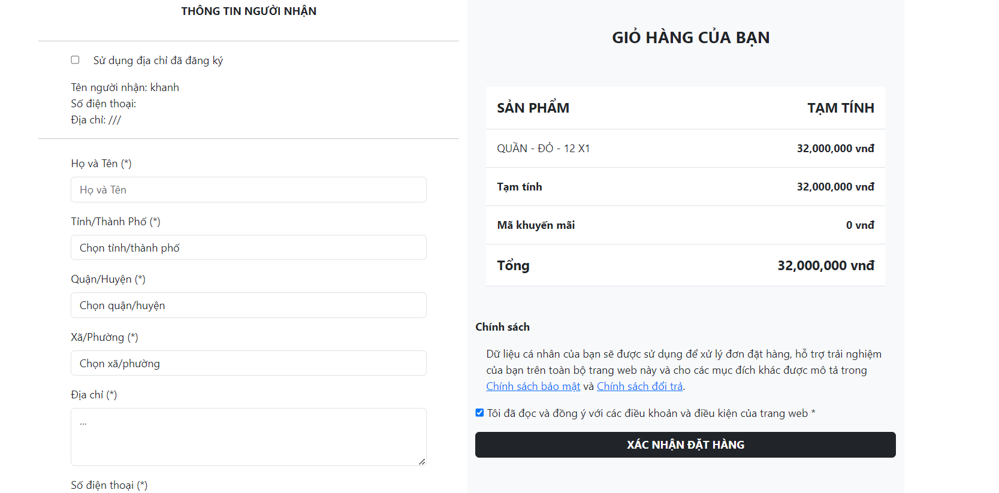 THÔNG TIN NGƯỜI NHẬN
Sử dụng địa chỉ đã đăng ký
Tên người nhận: khanh
Số điện thoại:
Địa chỉ: ///
Họ và Tên (*)
Họ và Tên
Tỉnh/Thành Phố (*)
Chọn tỉnh/thành phố
Quận/Huyện (*)
Chọn quận/huyện
Xã/Phường (*)
Chọn xã/phường
Địa chỉ (*)
...
Số điện thoại (*)
GIỎ HÀNG CỦA BẠN
SẢN PHẨM TẠM TÍNH
QUẦN - ĐỎ - 12 X1 32,000,000 vnđ
Tạm tính 32,000,000 vnđ
Mã khuyến mãi 0 vnđ
Tổng 32,000,000 vnđ
Chính sách
Dữ liệu cá nhân của bạn sẽ được sử dụng để xử lý đơn đặt hàng, hỗ trợ trải nghiệm
của bạn trên toàn bộ trang web này và cho các mục đích khác được mô tả trong
Chính sách bảo mật và Chính sách đổi trả.
Tôi đã đọc và đồng ý với các điều khoản và điều kiện của trang web *
XÁC NHẬN ĐẶT HÀNG